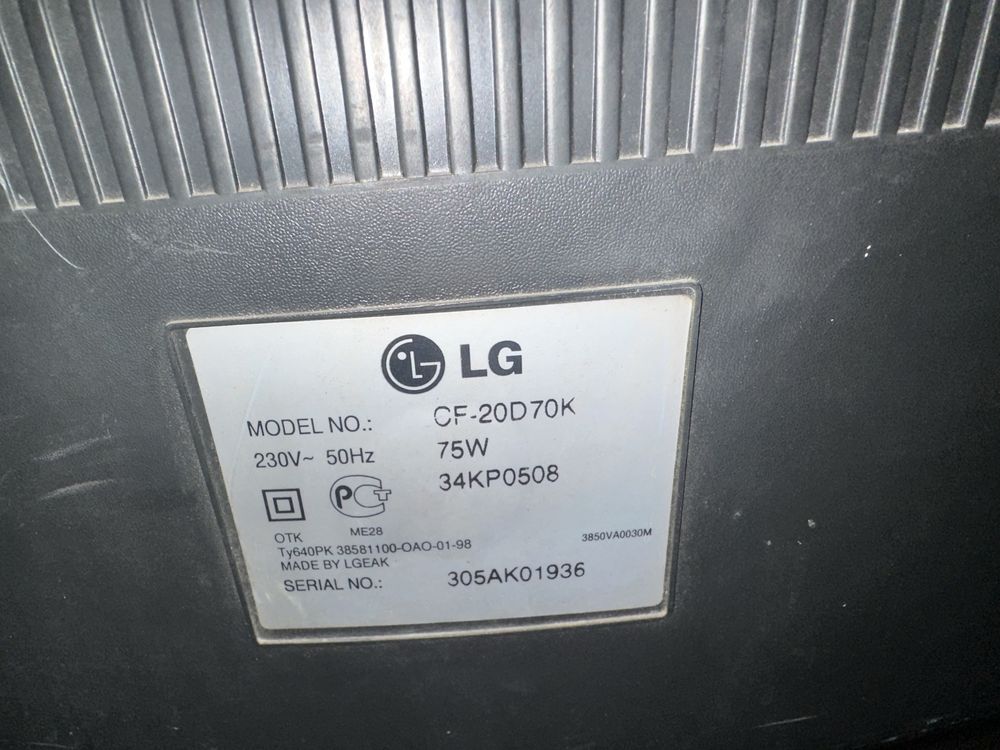 LG
MODEL NO.: CF-20D70K
230V~ 50Hz 75W
34KP0508
РСТ
OTK ME28
Ty640PK 38581100-OAO-01-98 3850VA0030M
MADE BY LGEAK
SERIAL NO.: 305AK01936